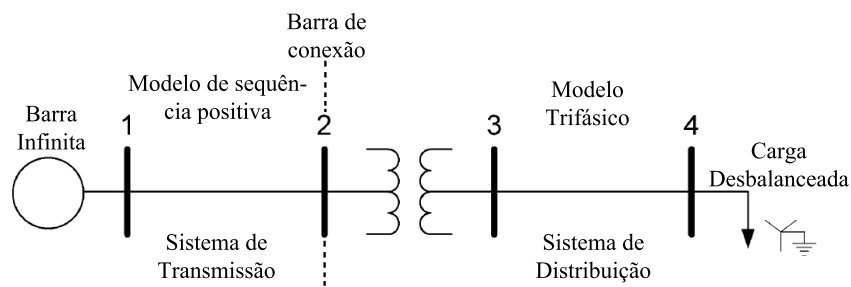 Barra de
conexão
Modelo de sequên-
cia positiva
Modelo
Trifásico
Barra
Infinita
1
2
3
4
Carga
Desbalanceada
Sistema de
Transmissão
Sistema de
Distribuição